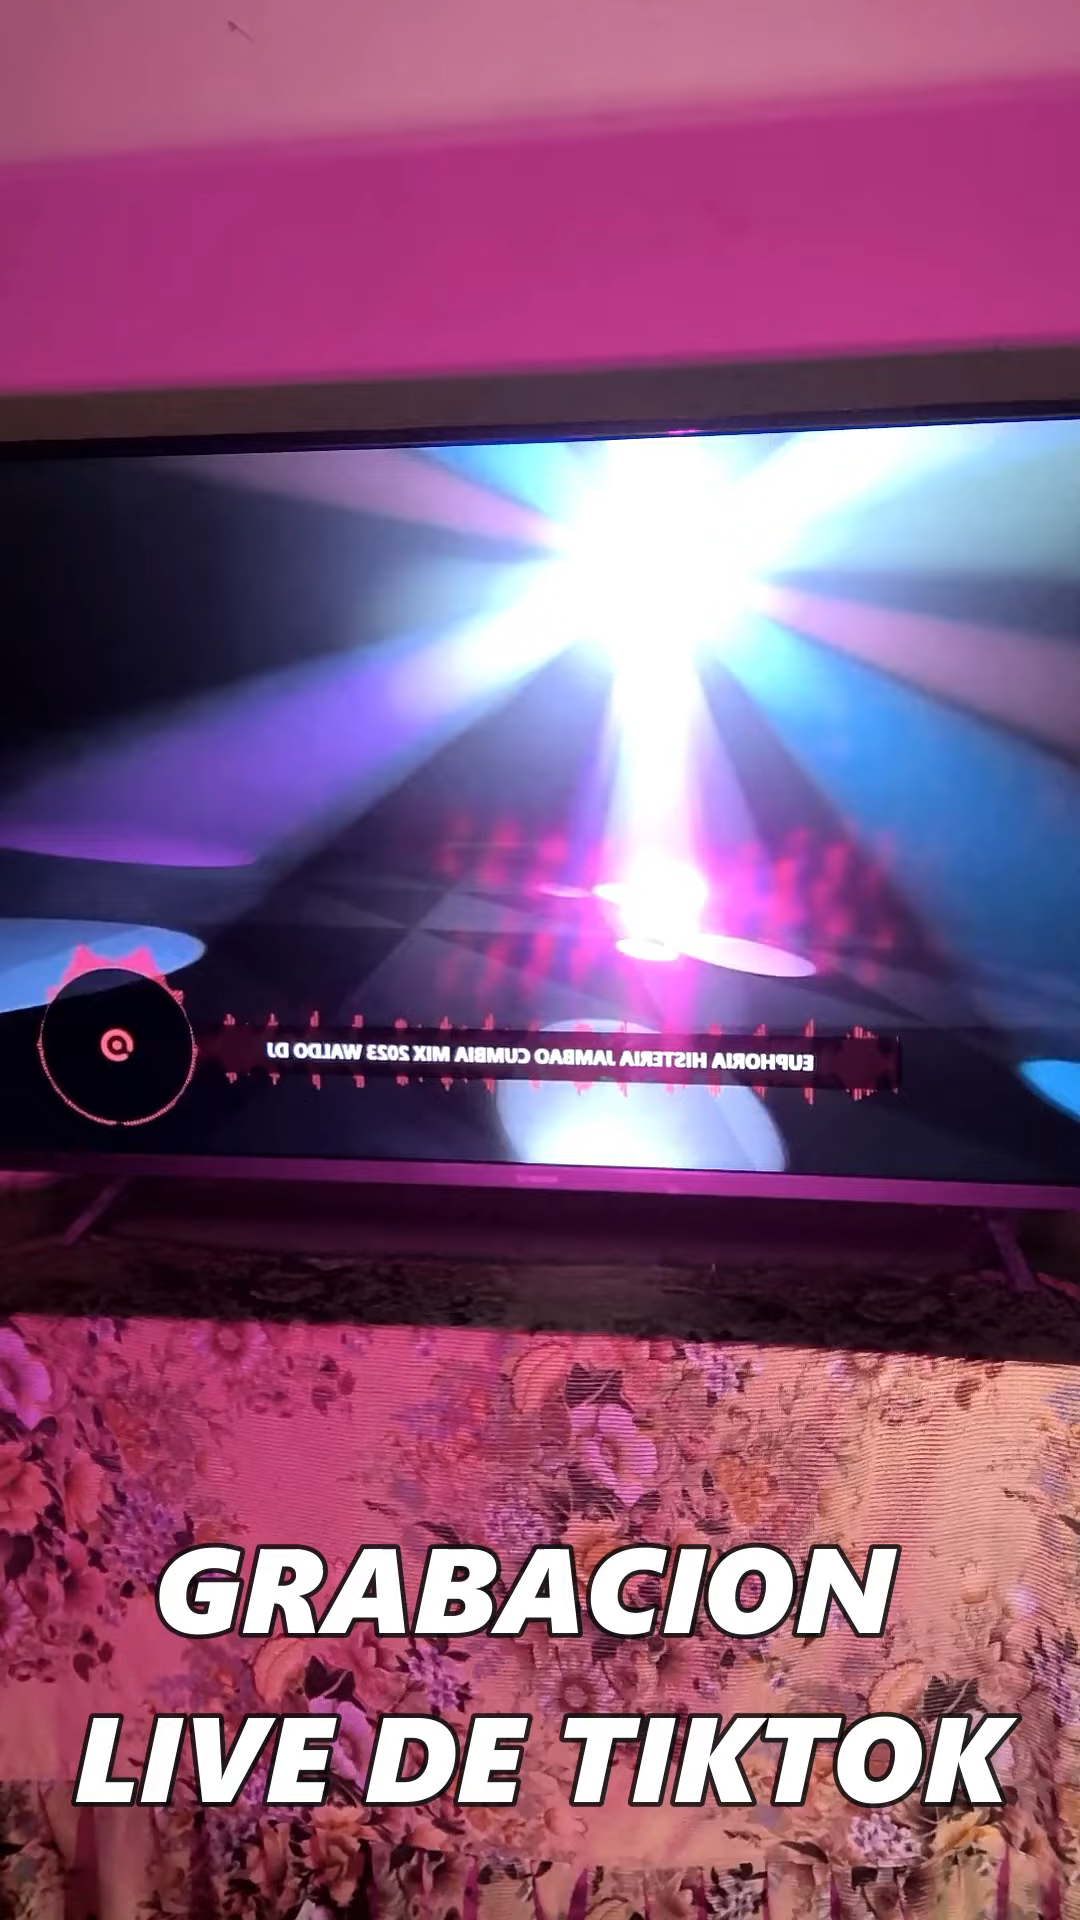 EUPHORIA HISTERIA JAMBAO CUMBIA MIX 2023 WALDO DJ
GRABACION
LIVE DE TIKTOK